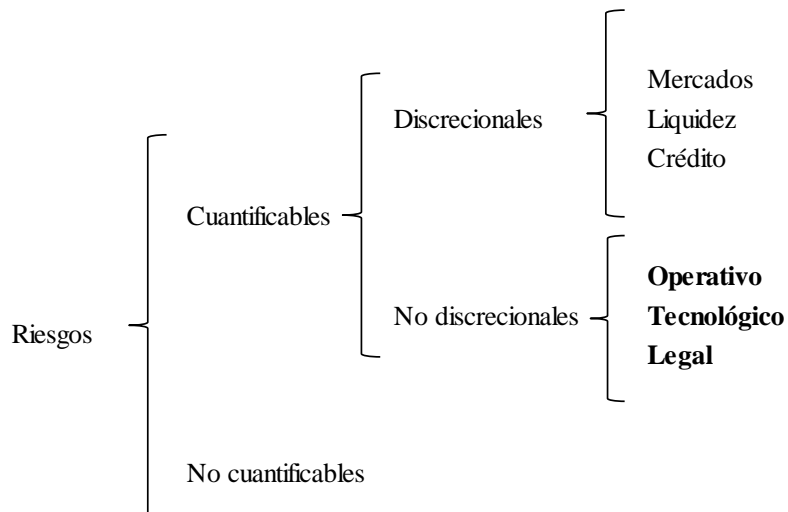 Riesgos
Cuantificables
Discrecionales
Mercados
Liquidez
Crédito
No discrecionales
Operativo
Tecnológico
Legal
No cuantificables